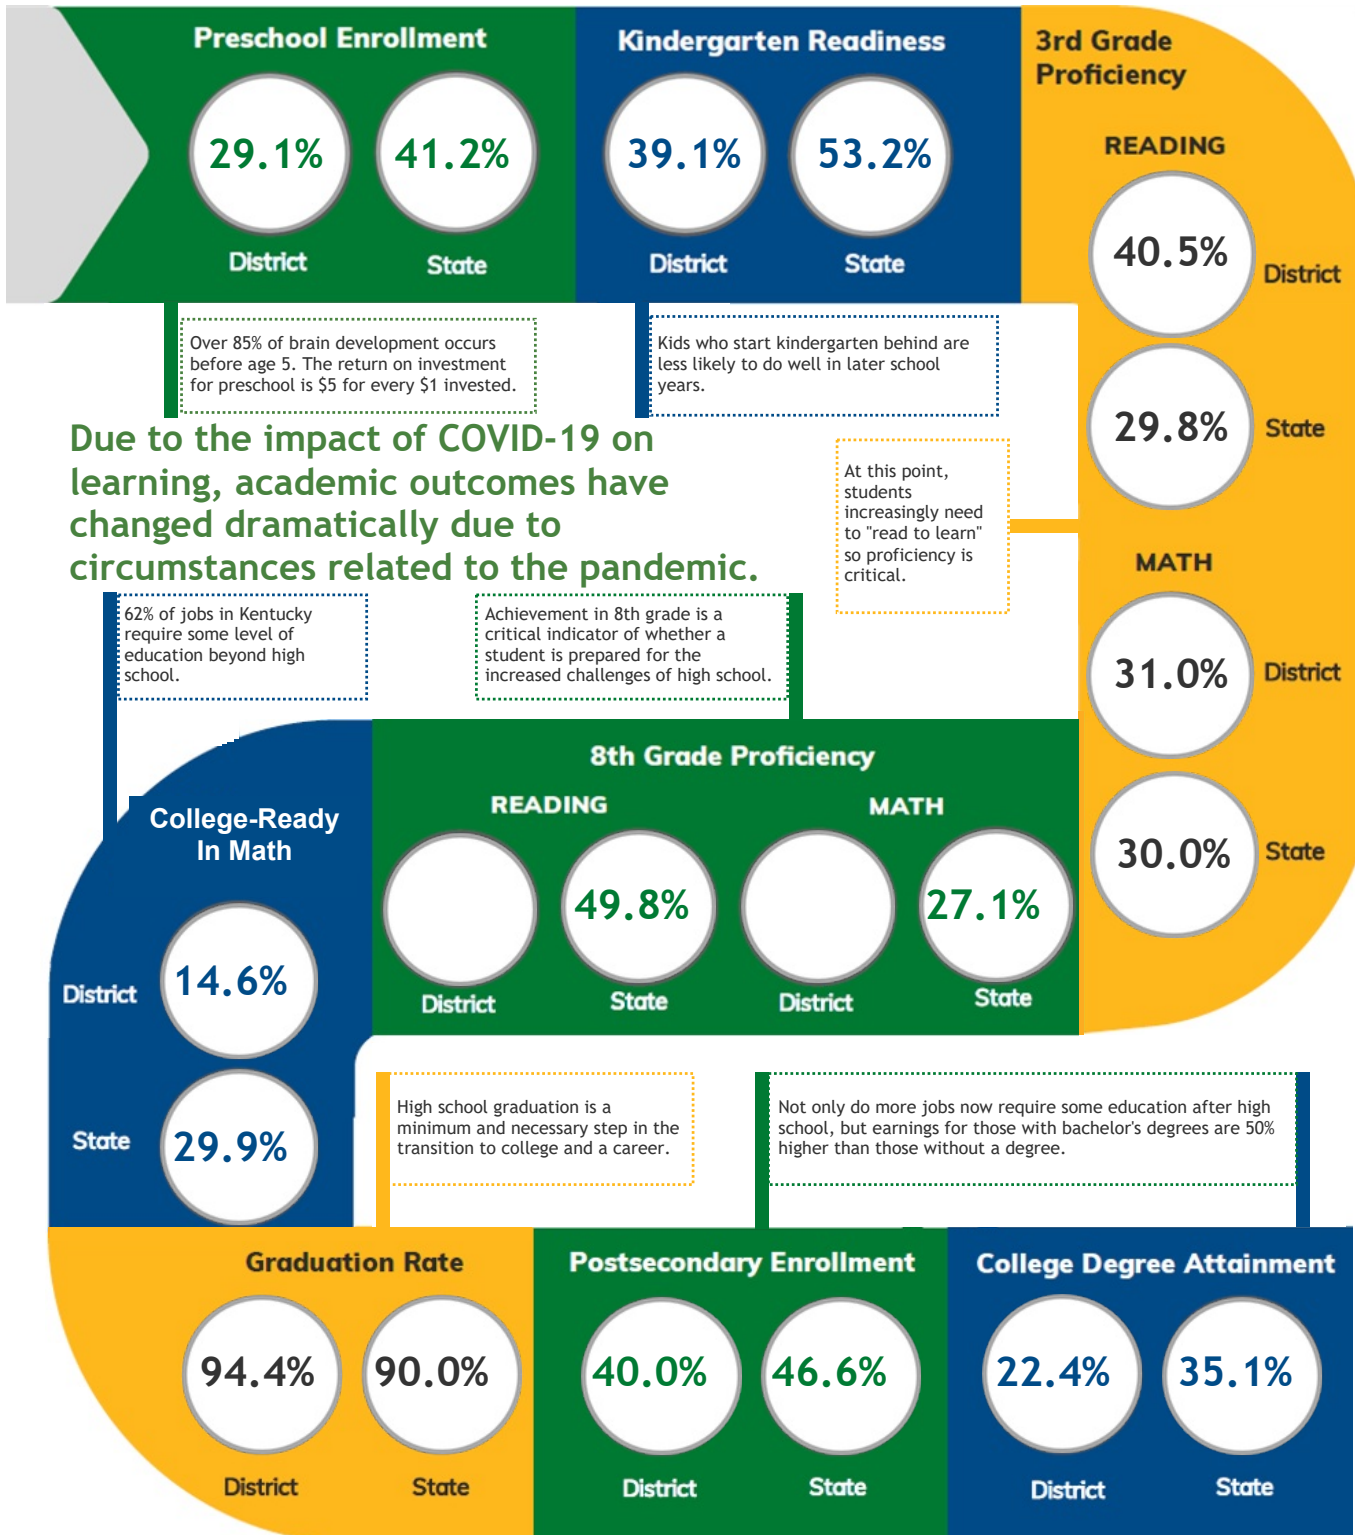 Preschool Enrollment
29.1%
41.2%
District
State
Kindergarten Readiness
39.1%
53.2%
District
State
3rd Grade
Proficiency
READING
40.5%
District
29.8%
State
MATH
31.0%
District
30.0%
State
Over 85% of brain development occurs
before age 5. The return on investment
for preschool is $5 for every $1 invested.
Kids who start kindergarten behind are
less likely to do well in later school
years.
Due to the impact of COVID-19 on
learning, academic outcomes have
changed dramatically due to
circumstances related to the pandemic.
At this point,
students
increasingly need
to "read to learn"
so proficiency is
critical.
62% of jobs in Kentucky
require some level of
education beyond high
school.
Achievement in 8th grade is a
critical indicator of whether a
student is prepared for the
increased challenges of high school.
8th Grade Proficiency
READING
MATH
49.8%
27.1%
District
State
District
State
College-Ready
In Math
District
14.6%
State
29.9%
High school graduation is a
minimum and necessary step in the
transition to college and a career.
Not only do more jobs now require some education after high
school, but earnings for those with bachelor's degrees are 50%
higher than those without a degree.
Graduation Rate
94.4%
90.0%
District
State
Postsecondary Enrollment
40.0%
46.6%
District
State
College Degree Attainment
22.4%
35.1%
District
State